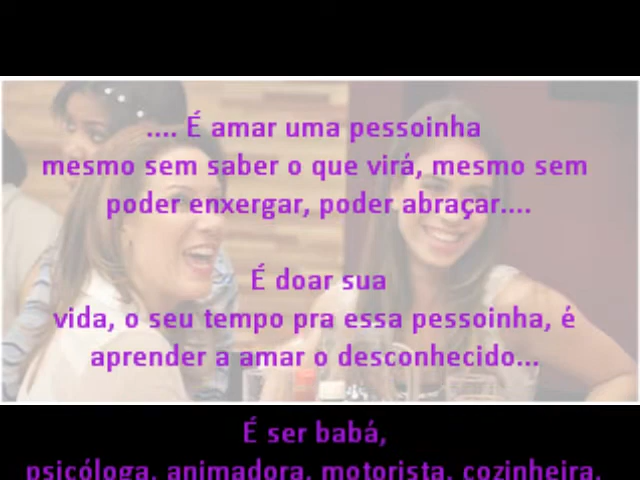 .... É amar uma pessoinha
mesmo sem saber o que virá, mesmo sem
poder enxergar, poder abraçar....
É doar sua
vida, o seu tempo pra essa pessoinha, é
aprender a amar o desconhecido...
É ser babá,
psicóloga, animadora, motorista, cozinheira,